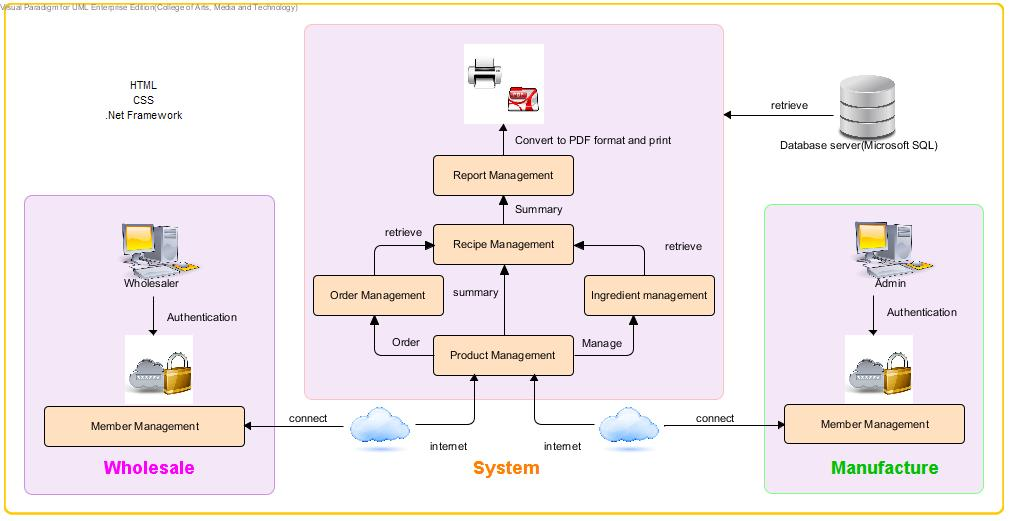 Visual Paradigm for UML Enterprise Edition(College of Arts, Media and Technology)
HTML
CSS
.Net Framework
Convert to PDF format and print
Report Management
Summary
retrieve
Recipe Management
retrieve
Order Management
summary
Ingredient management
Order
Product Management
Manage
internet
internet
System
retrieve
Database server(Microsoft SQL)
Wholesaler
Authentication
Member Management
connect
Wholesale
Admin
Authentication
Member Management
connect
Manufacture